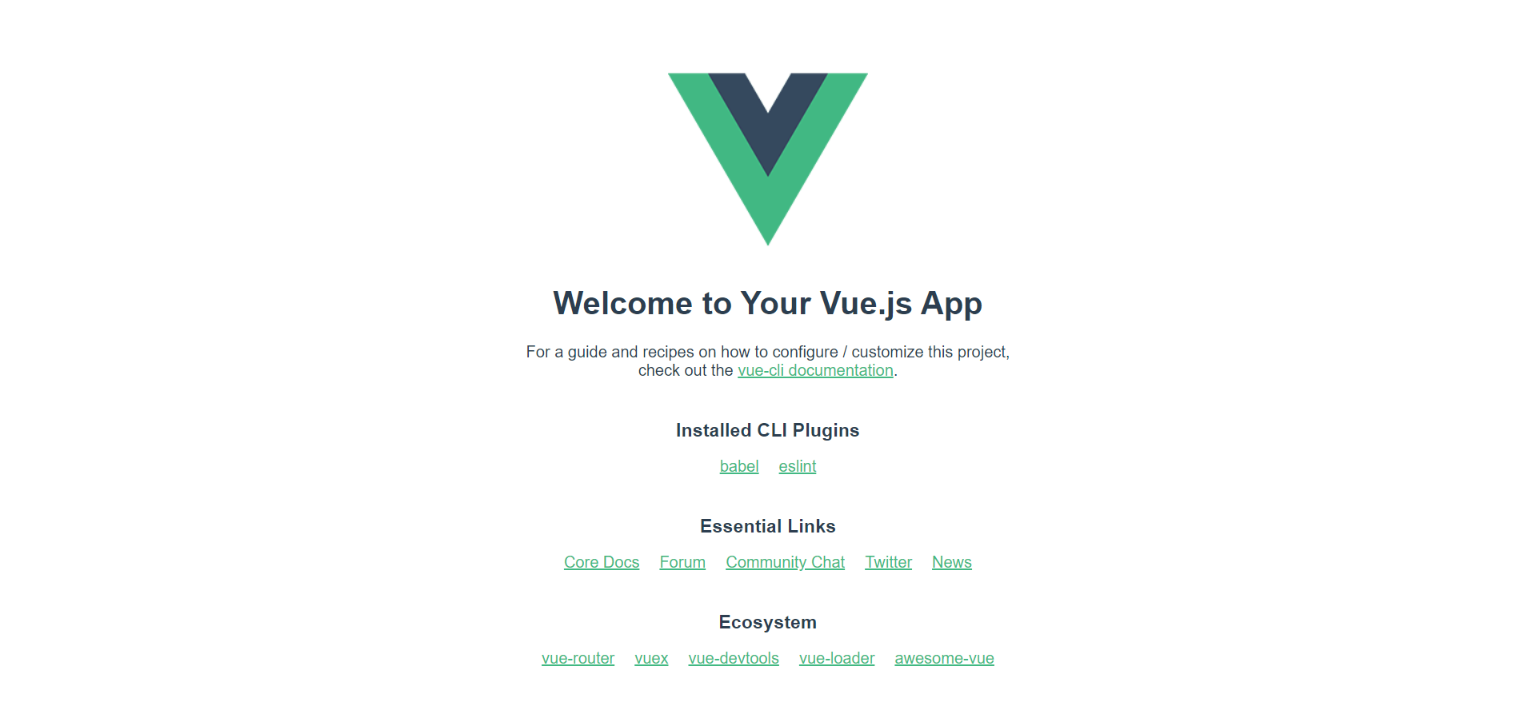 Welcome to Your Vue.js App
For a guide and recipes on how to configure / customize this project,
check out the vue-cli documentation.
Installed CLI Plugins
babel eslint
Essential Links
Core Docs Forum Community Chat Twitter News
Ecosystem
vue-router vuex vue-devtools vue-loader awesome-vue